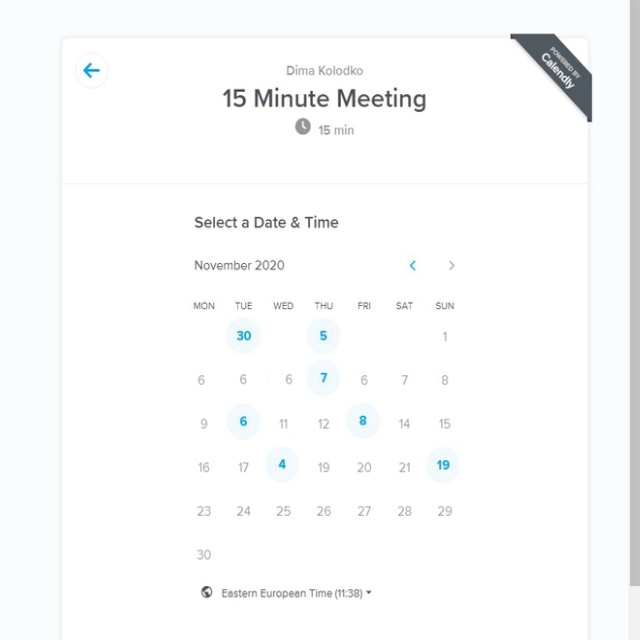 Dima Kolodko
15 Minute Meeting
15 min
POWERED BY
Calendly
Select a Date & Time
November 2020
MON TUE WED THU FRI SAT SUN
30 5 1
6 6 6 7 6 7 8
9 6 11 12 8 14 15
16 17 4 19 20 21 19
23 24 25 26 27 28 29
30
Eastern European Time (11:38)